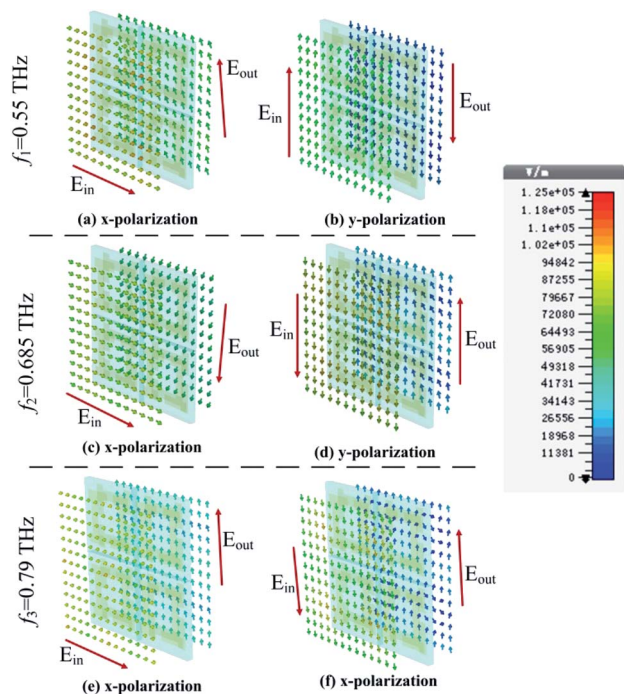 f1=0.55 THz
Ein
Eout
(a) x-polarization
Ein
Eout
(b) y-polarization
f2=0.685 THz
Ein
Eout
(c) x-polarization
Ein
Eout
(d) y-polarization
f3=0.79 THz
Ein
Eout
(e) x-polarization
Ein
Eout
(f) x-polarization
V/m
1.25e+05
1.18e+05
1.1e+05
1.02e+05
94842
87255
79667
72080
64493
56905
49318
41731
34143
26556
18968
11381
0